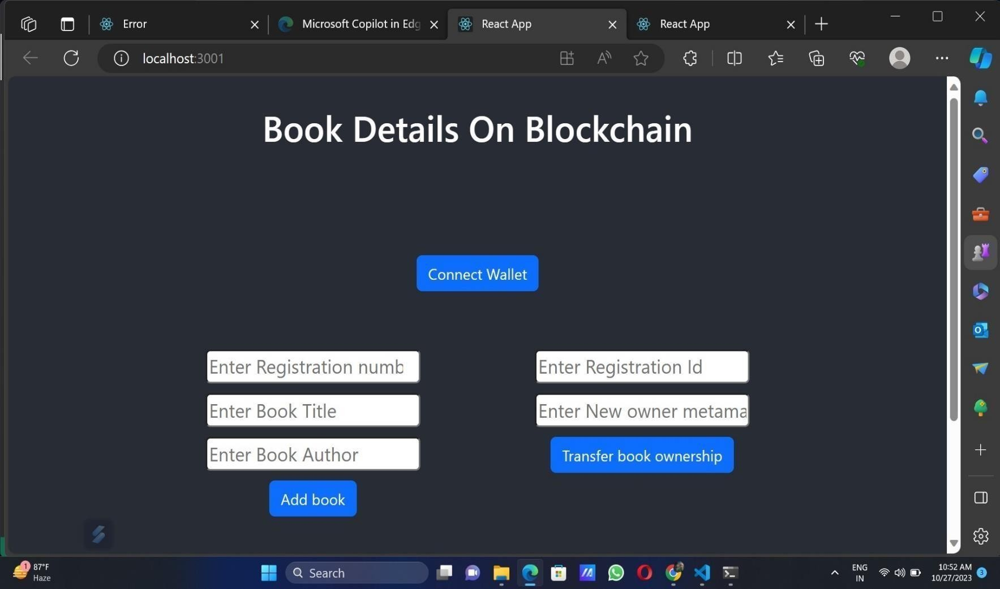 Error
Microsoft Copilot in Edg
React App
React App
localhost:3001
Book Details On Blockchain
Connect Wallet
Enter Registration numb
Enter Registration Id
Enter Book Title
Enter New owner metama
Enter Book Author
Transfer book ownership
Add book
1
87°F
Haze
Search
ENG
IN
10:52 AM
10/27/2023
3